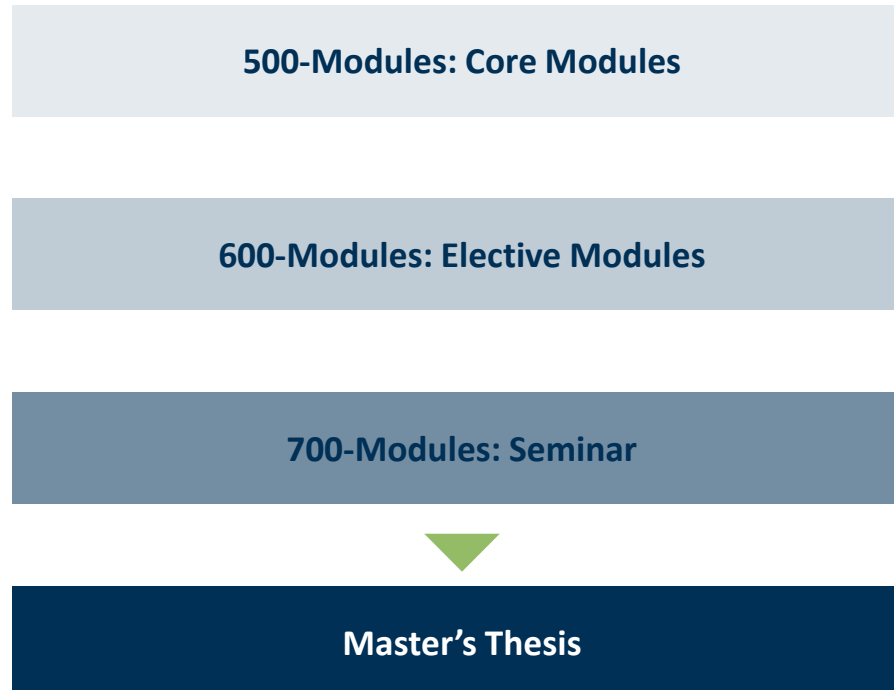 500-Modules: Core Modules
600-Modules: Elective Modules
700-Modules: Seminar
Master’s Thesis